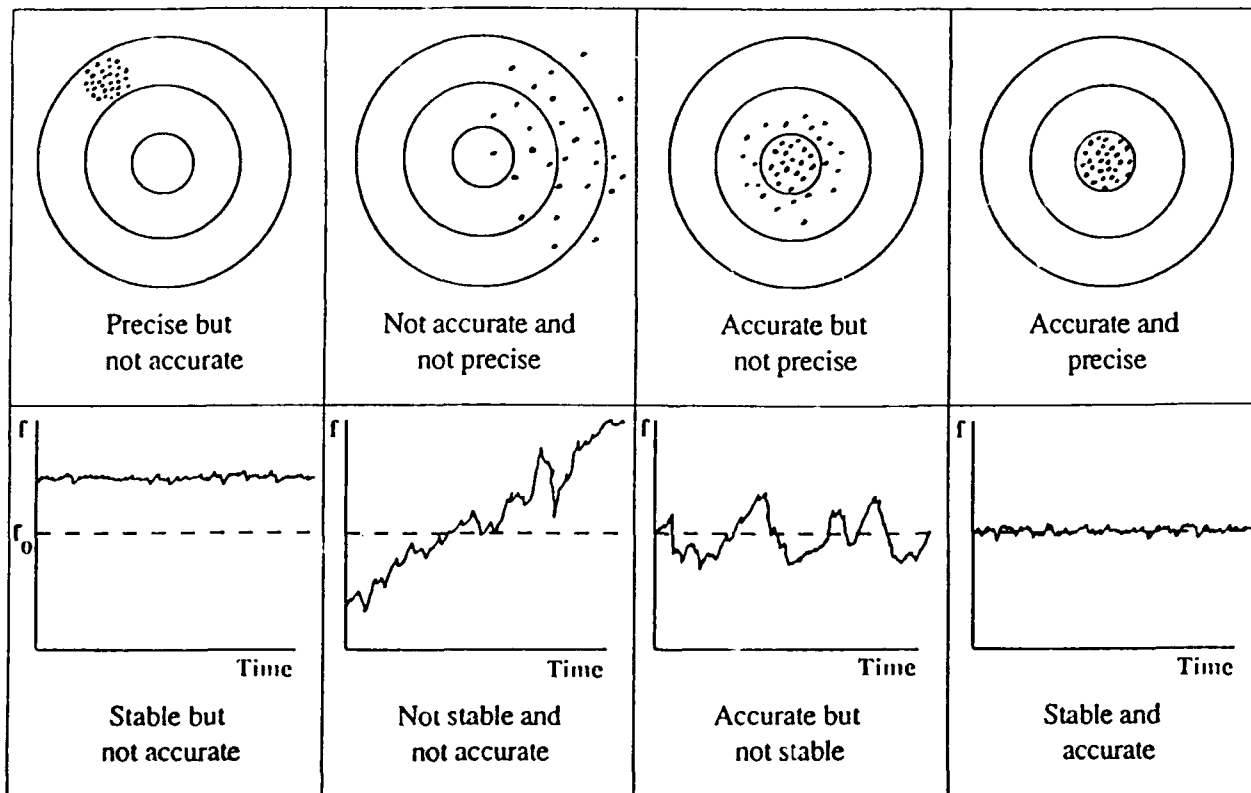 Precise but
not accurate
Not accurate and
not precise
Accurate but
not precise
Accurate and
precise
f
f0
Time
Stable but
not accurate
f
Time
Not stable and
not accurate
f
Time
Accurate but
not stable
f
Time
Stable and
accurate